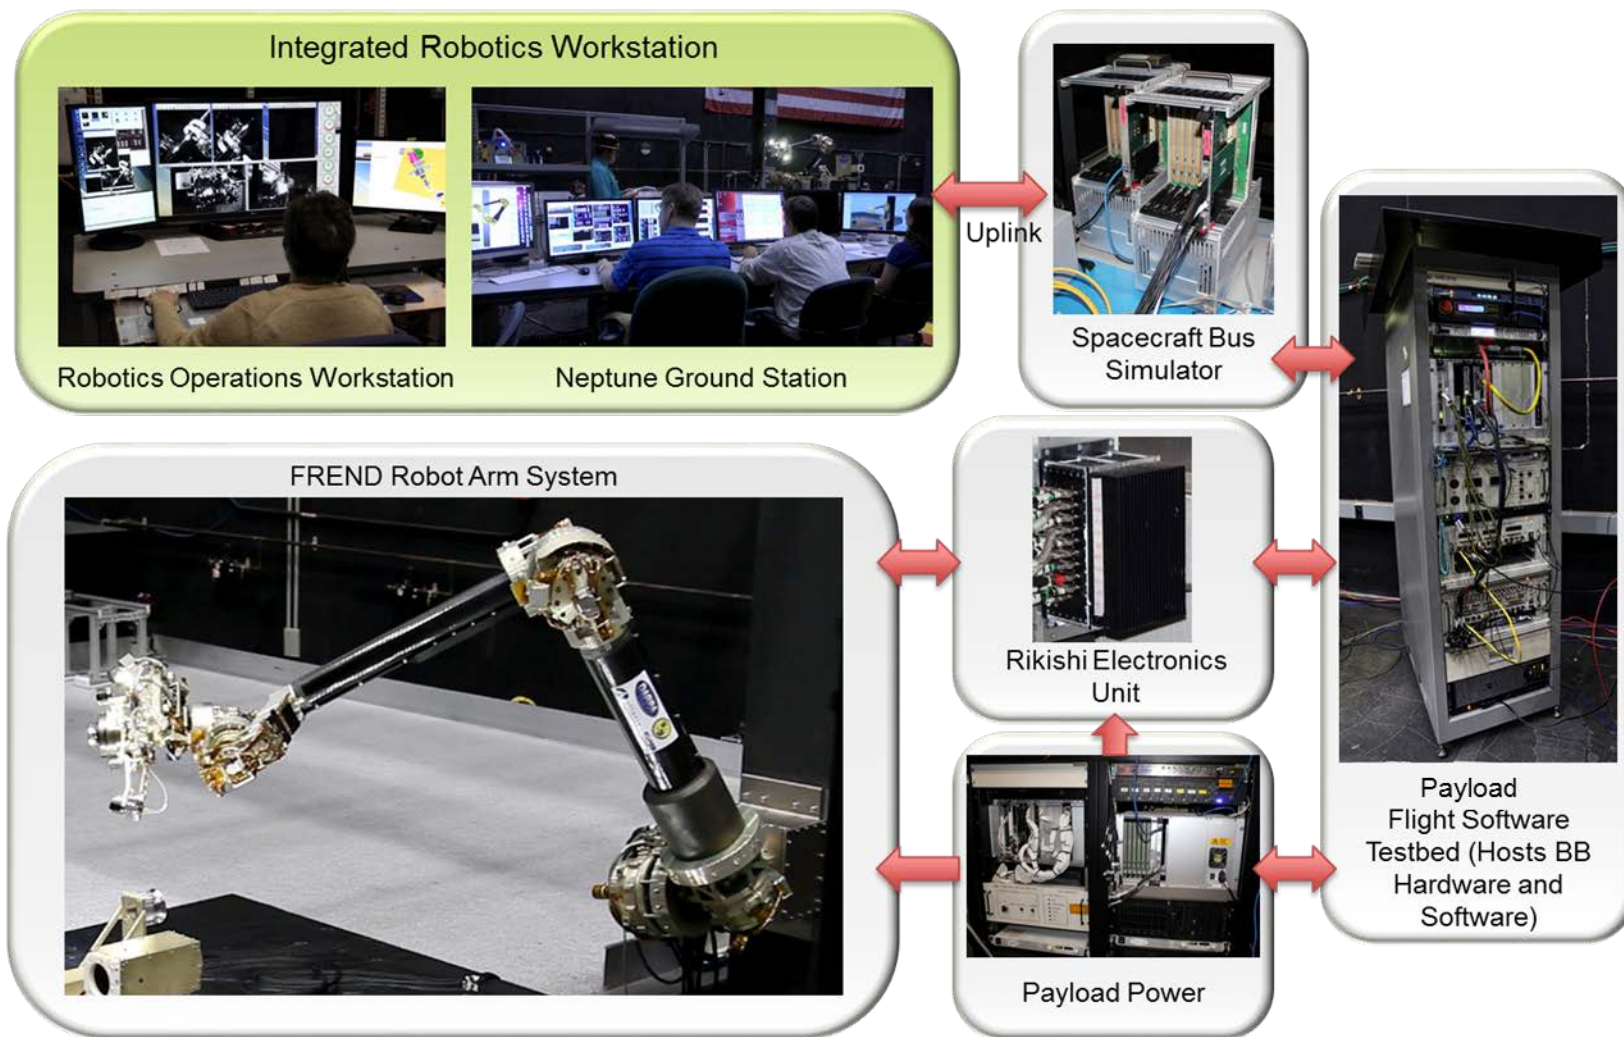 Integrated Robotics Workstation
Robotics Operations Workstation
Neptune Ground Station
Uplink
Spacecraft Bus
Simulator
FREND Robot Arm System
Rikishi Electronics
Unit
Payload Power
Payload
Flight Software
Testbed (Hosts BB
Hardware and
Software)
DARPA